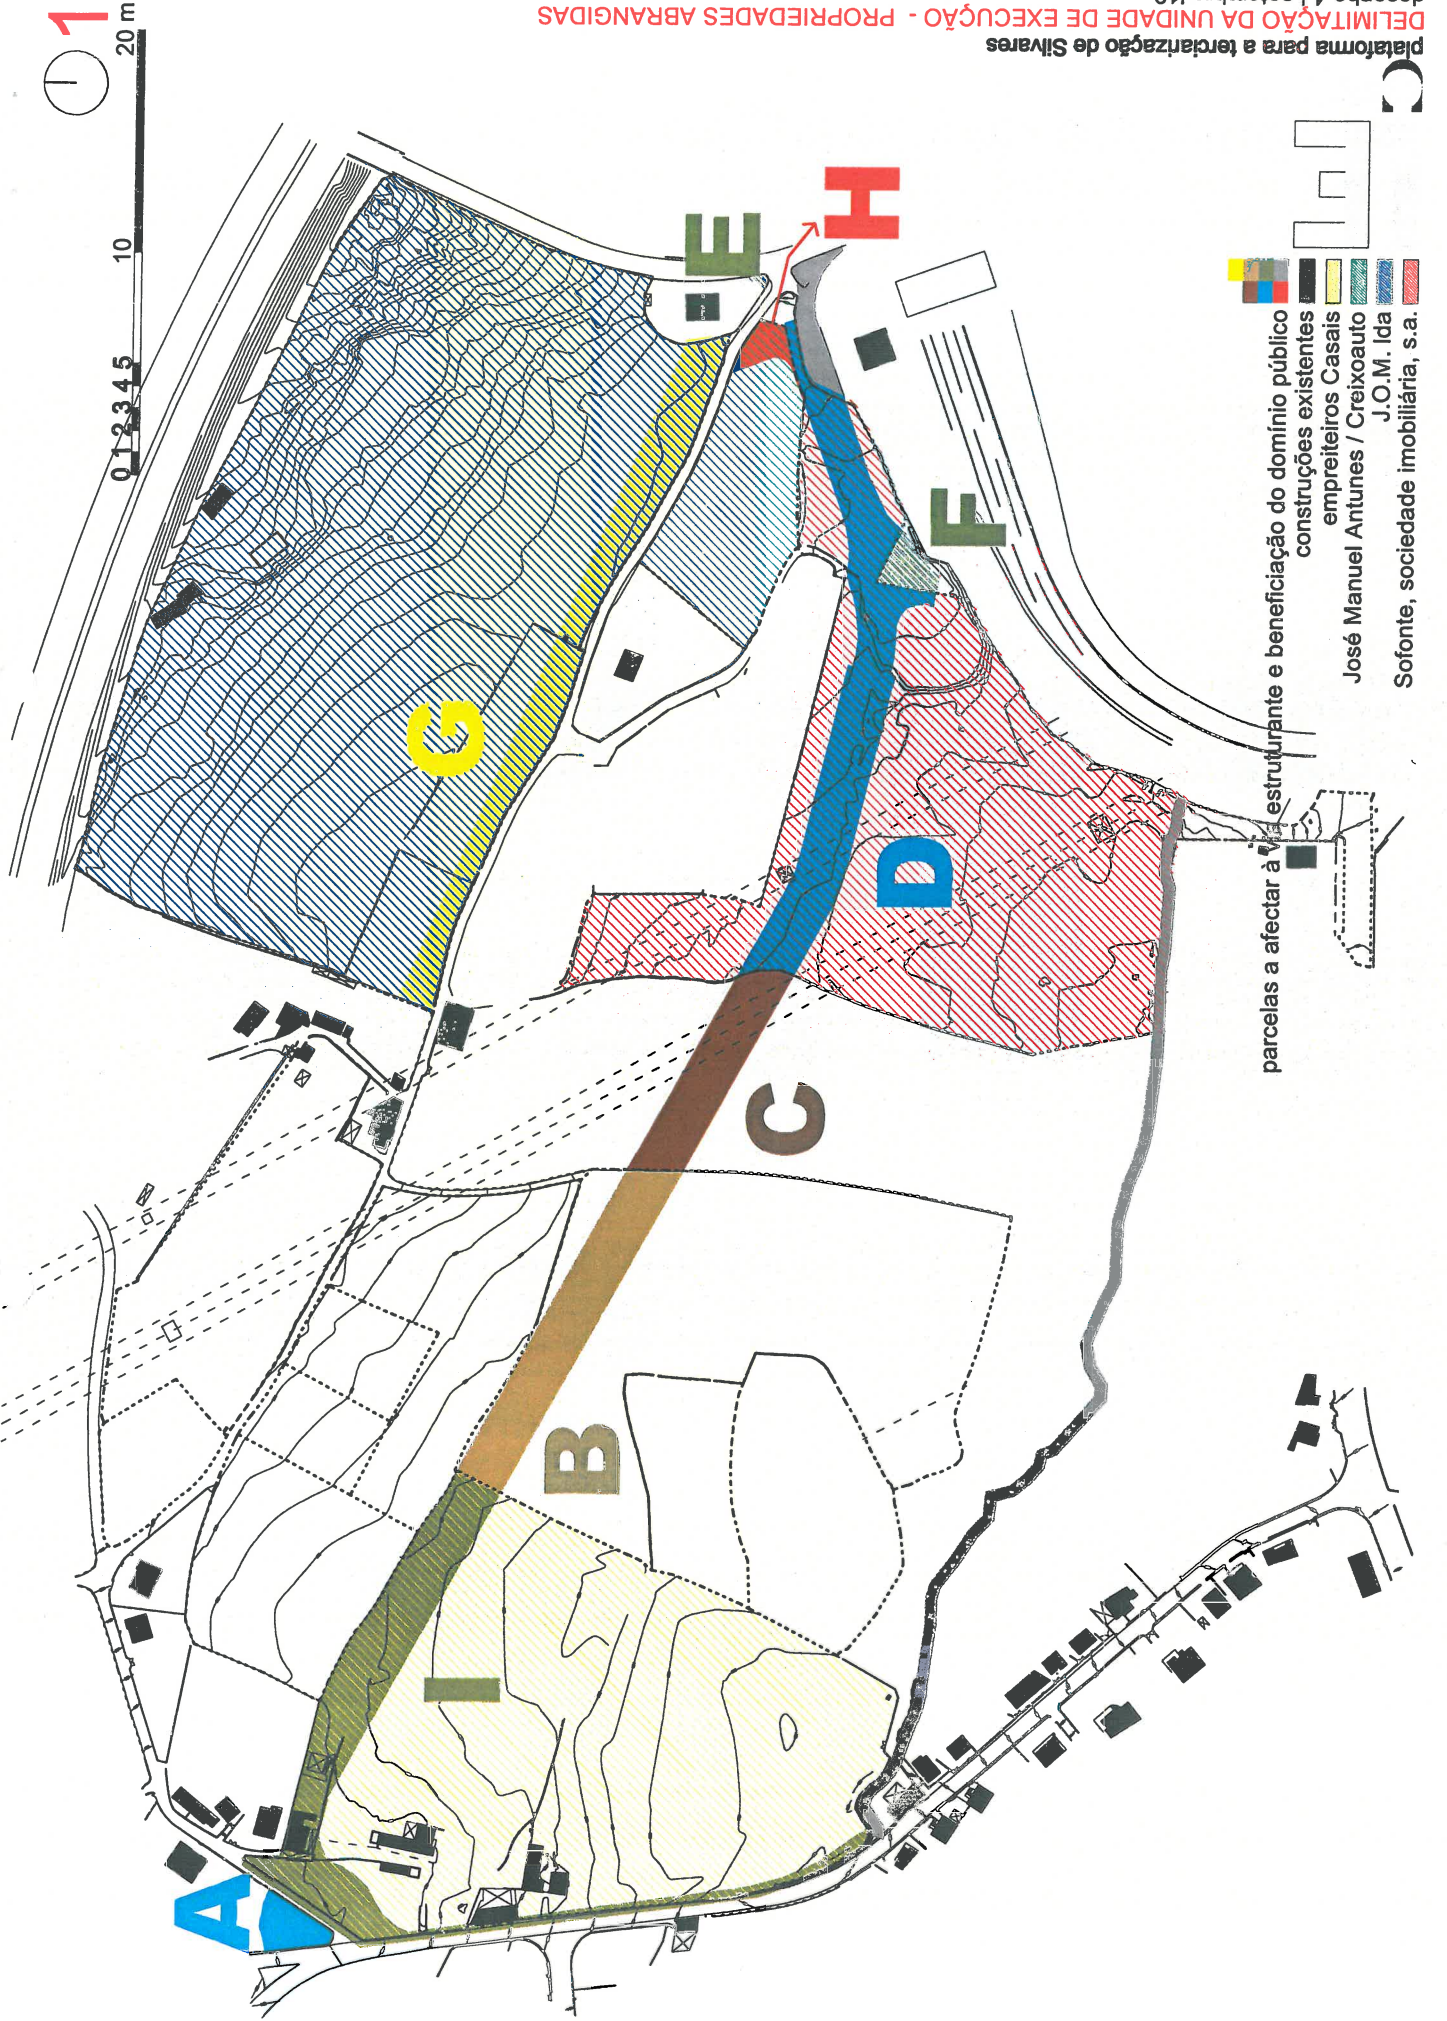 plataforma para a terciarização de Silvares
DELIMITAÇÃO DA UNIDADE DE EXECUÇÃO - PROPRIEDADES ABRANGIDAS
1
0 1 2 3 4 5 10 20 m
A
B
C
D
E
F
G
H
I
parcelas a afectar à via estruturante e beneficiação do domínio público
construções existentes
empreiteiros Casais
José Manuel Antunes / Creixoauto
J.O.M. lda
Sofonte, sociedade imobiliária, s.a.